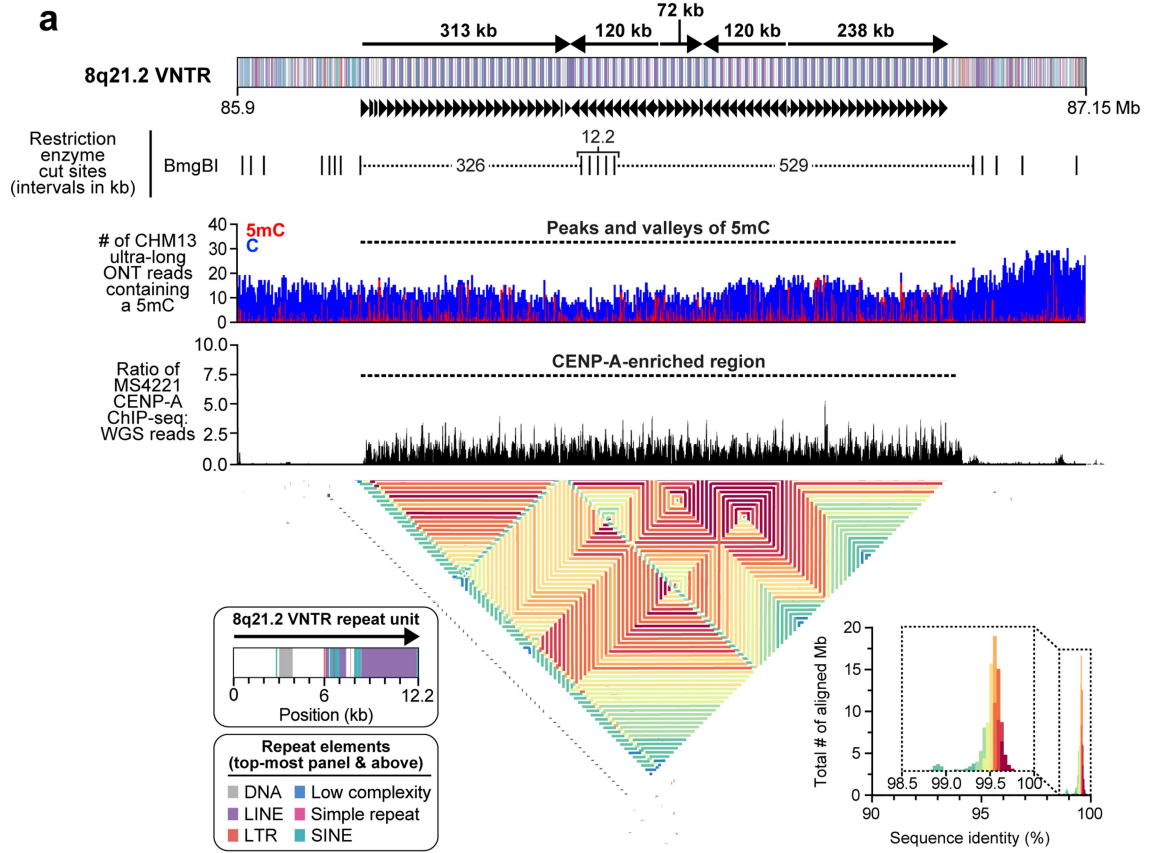 a
72 kb
313 kb 120 kb 120 kb 238 kb
8q21.2 VNTR
85.9 87.15 Mb
Restriction
enzyme
cut sites
(intervals in kb)
BmgBI
12.2
326 529
# of CHM13
ultra-long
ONT reads
containing
a 5mC
40
30
20
10
0
5mC
C
Peaks and valleys of 5mC
Ratio of
MS4221
CENP-A
ChIP-seq:
WGS reads
10.0
7.5
5.0
2.5
0.0
CENP-A-enriched region
8q21.2 VNTR repeat unit
0 6 12.2
Position (kb)
Repeat elements
(top-most panel & above)
DNA Low complexity
LINE Simple repeat
LTR SINE
Total # of aligned Mb
20
15
10
5
0
98.5 99.0 99.5 100
90 95 100
Sequence identity (%)